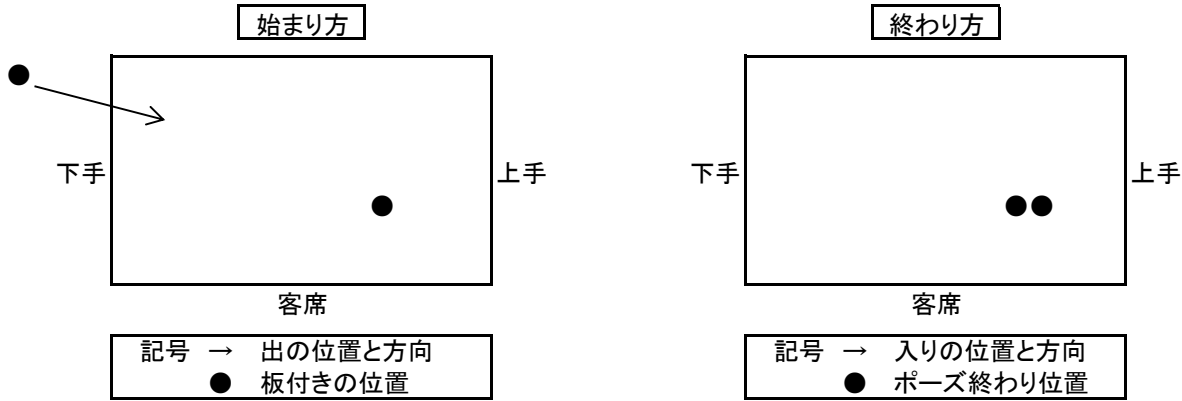 始まり方
下手
上手
客席
記号 → 出の位置と方向
● 板付きの位置
終わり方
下手
上手
客席
記号 → 入りの位置と方向
● ポーズ終わり位置